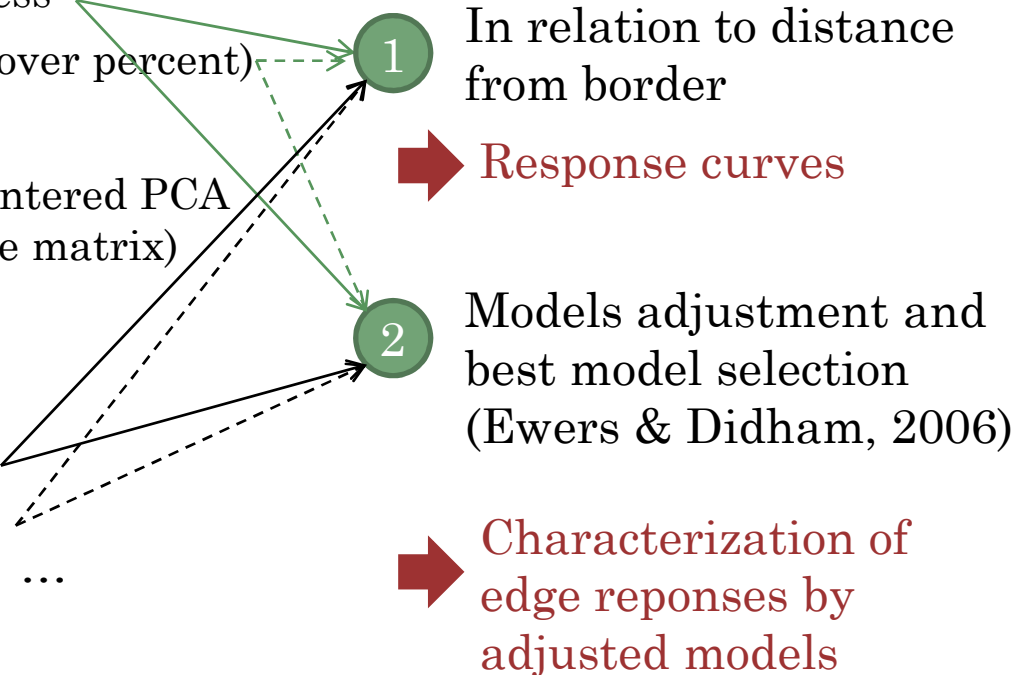 ess
over percent)
1
In relation to distance
from border
Response curves
ntered PCA
e matrix)
2
Models adjustment and
best model selection
(Ewers & Didham, 2006)
...
Characterization of
edge reponses by
adjusted models